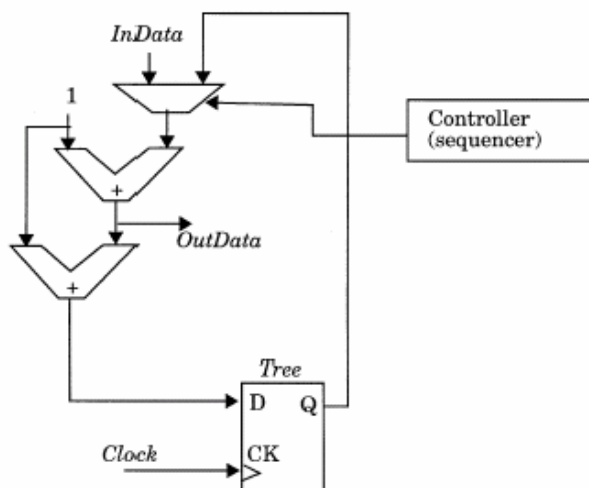 InData
1
Controller
(sequencer)
+
OutData
+
Tree
D Q
Clock
CK